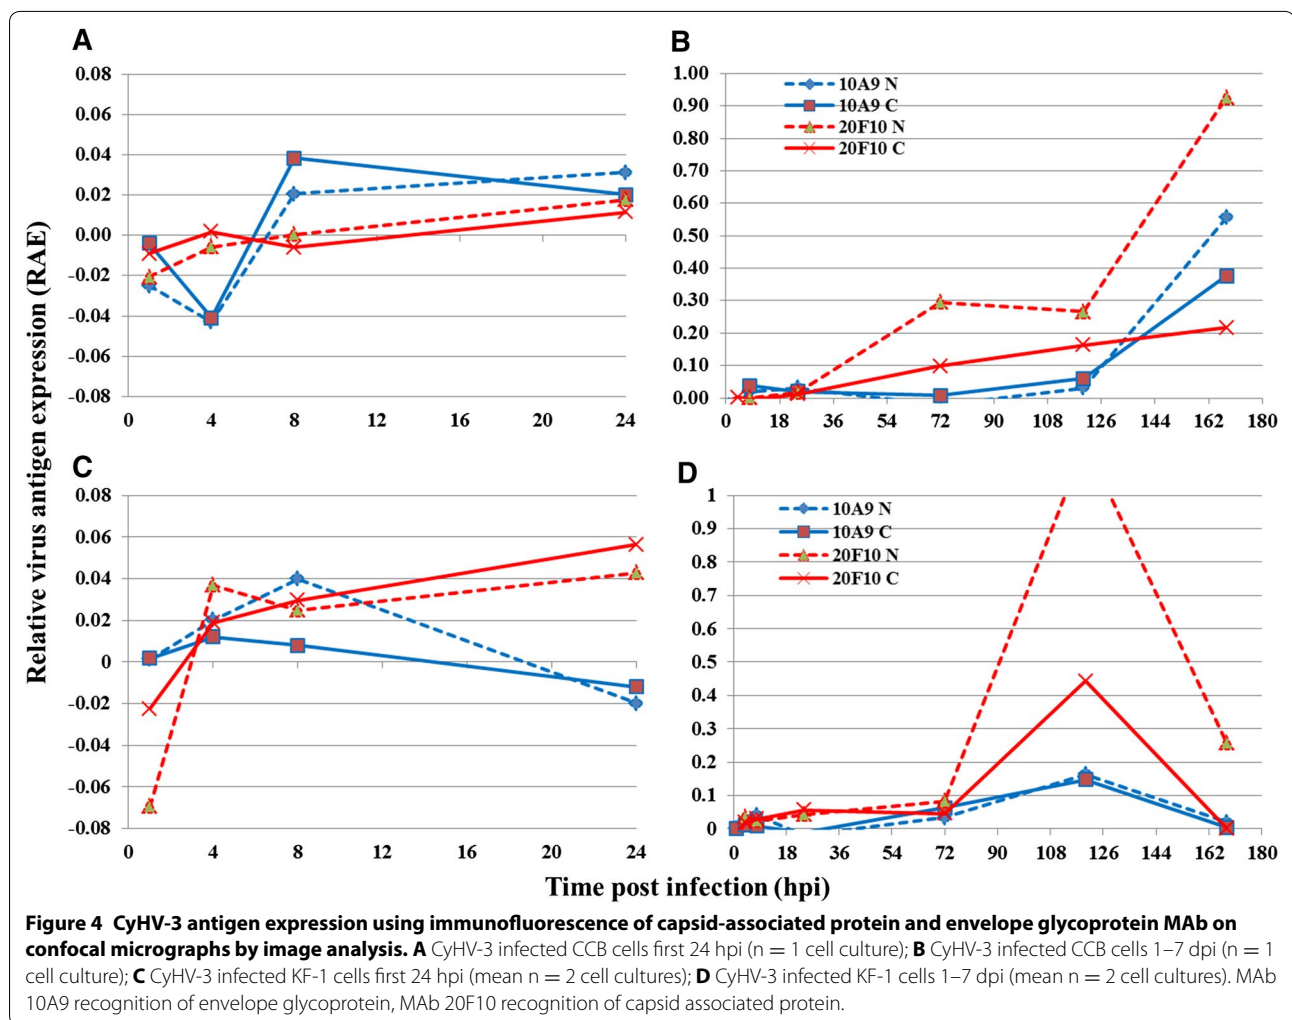 A
0.08
0.06
0.04
0.02
0.00
-0.02
-0.04
-0.06
-0.08
0 4 8 12 16 20 24
B
1.00
0.90
0.80
0.70
0.60
0.50
0.40
0.30
0.20
0.10
0.00
0 18 36 54 72 90 108 126 144 162 180
10A9 N
10A9 C
20F10 N
20F10 C
Relative virus antigen expression (RAE)
C
0.08
0.06
0.04
0.02
0
-0.02
-0.04
-0.06
-0.08
0 4 8 12 16 20 24
D
1
0.9
0.8
0.7
0.6
0.5
0.4
0.3
0.2
0.1
0
0 18 36 54 72 90 108 126 144 162 180
10A9 N
10A9 C
20F10 N
20F10 C
Time post infection (hpi)
Figure 4 CyHV-3 antigen expression using immunofluorescence of capsid-associated protein and envelope glycoprotein MAb on
confocal micrographs by image analysis. A CyHV-3 infected CCB cells first 24 hpi (n = 1 cell culture); B CyHV-3 infected CCB cells 1–7 dpi (n = 1
cell culture); C CyHV-3 infected KF-1 cells first 24 hpi (mean n = 2 cell cultures); D CyHV-3 infected KF-1 cells 1–7 dpi (mean n = 2 cell cultures). MAb
10A9 recognition of envelope glycoprotein, MAb 20F10 recognition of capsid associated protein.